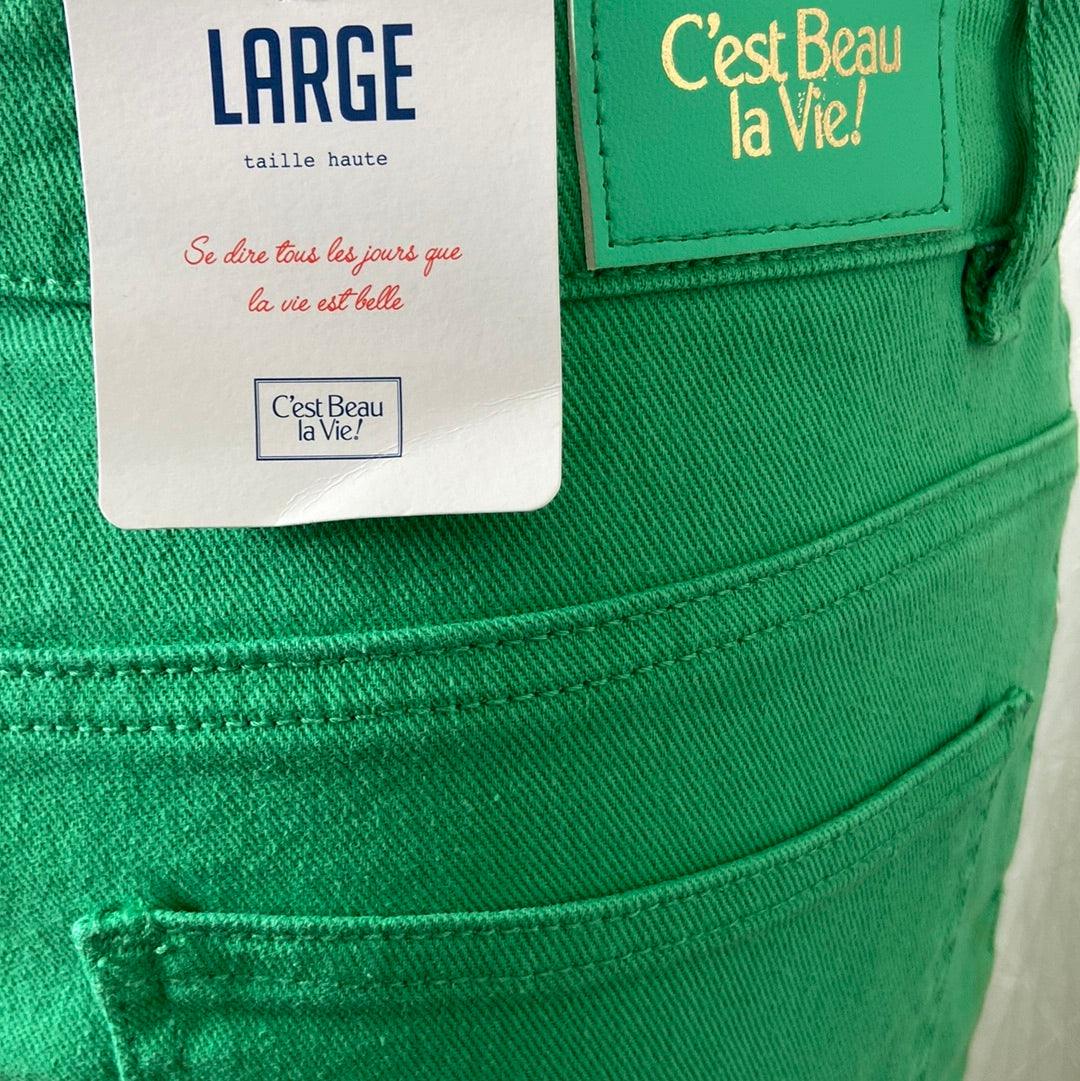 LARGE
taille haute
Se dire tous les jours que
la vie est belle
C'est Beau
la Vie!
C'est Beau
la Vie!